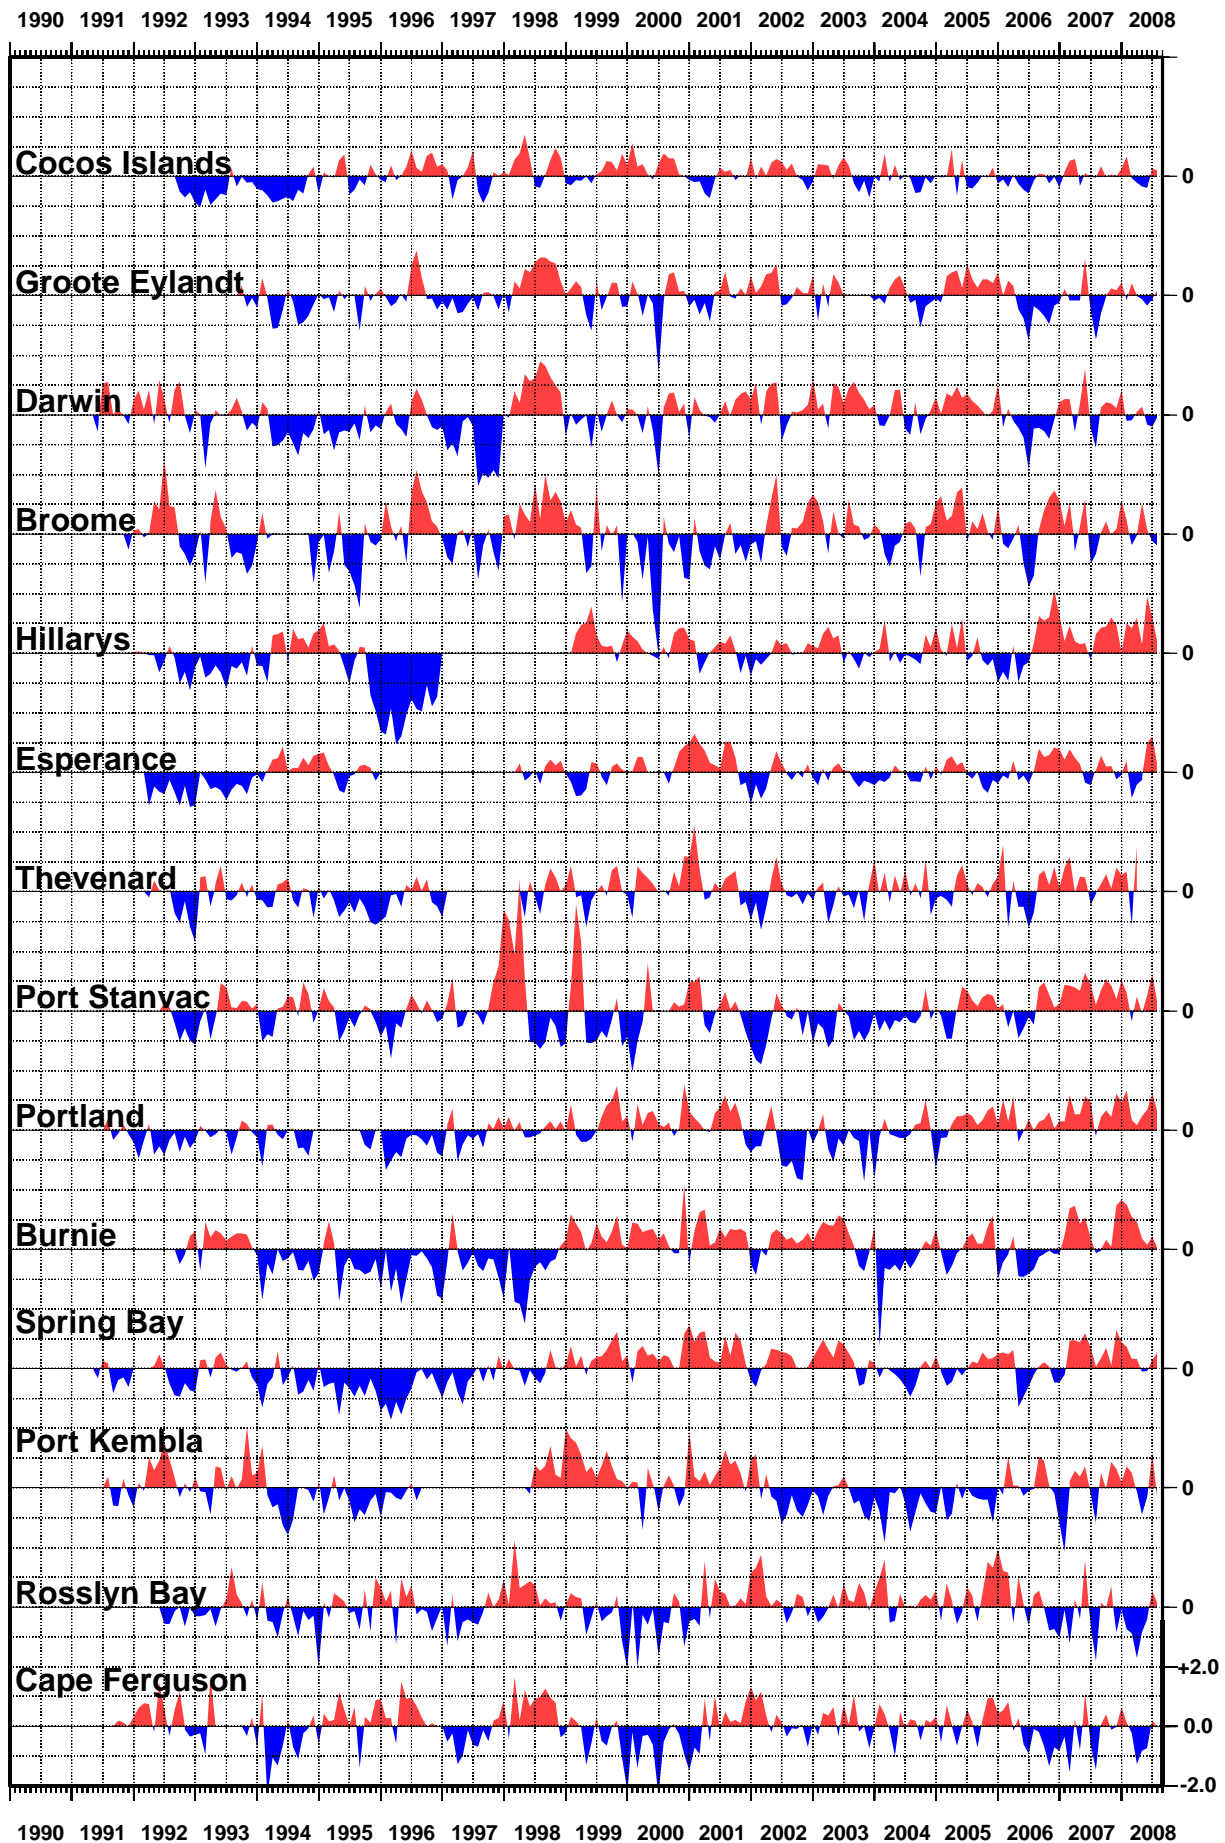 1990 1991 1992 1993 1994 1995 1996 1997 1998 1999 2000 2001 2002 2003 2004 2005 2006 2007 2008
Cocos Islands 0
Groote Eylandt 0
Darwin 0
Broome 0
Hillarys 0
Esperance 0
Thevenard 0
Port Stanvac 0
Portland 0
Burnie 0
Spring Bay 0
Port Kembla 0
Rosslyn Bay 0
+2.0
Cape Ferguson 0.0
-2.0
1990 1991 1992 1993 1994 1995 1996 1997 1998 1999 2000 2001 2002 2003 2004 2005 2006 2007 2008